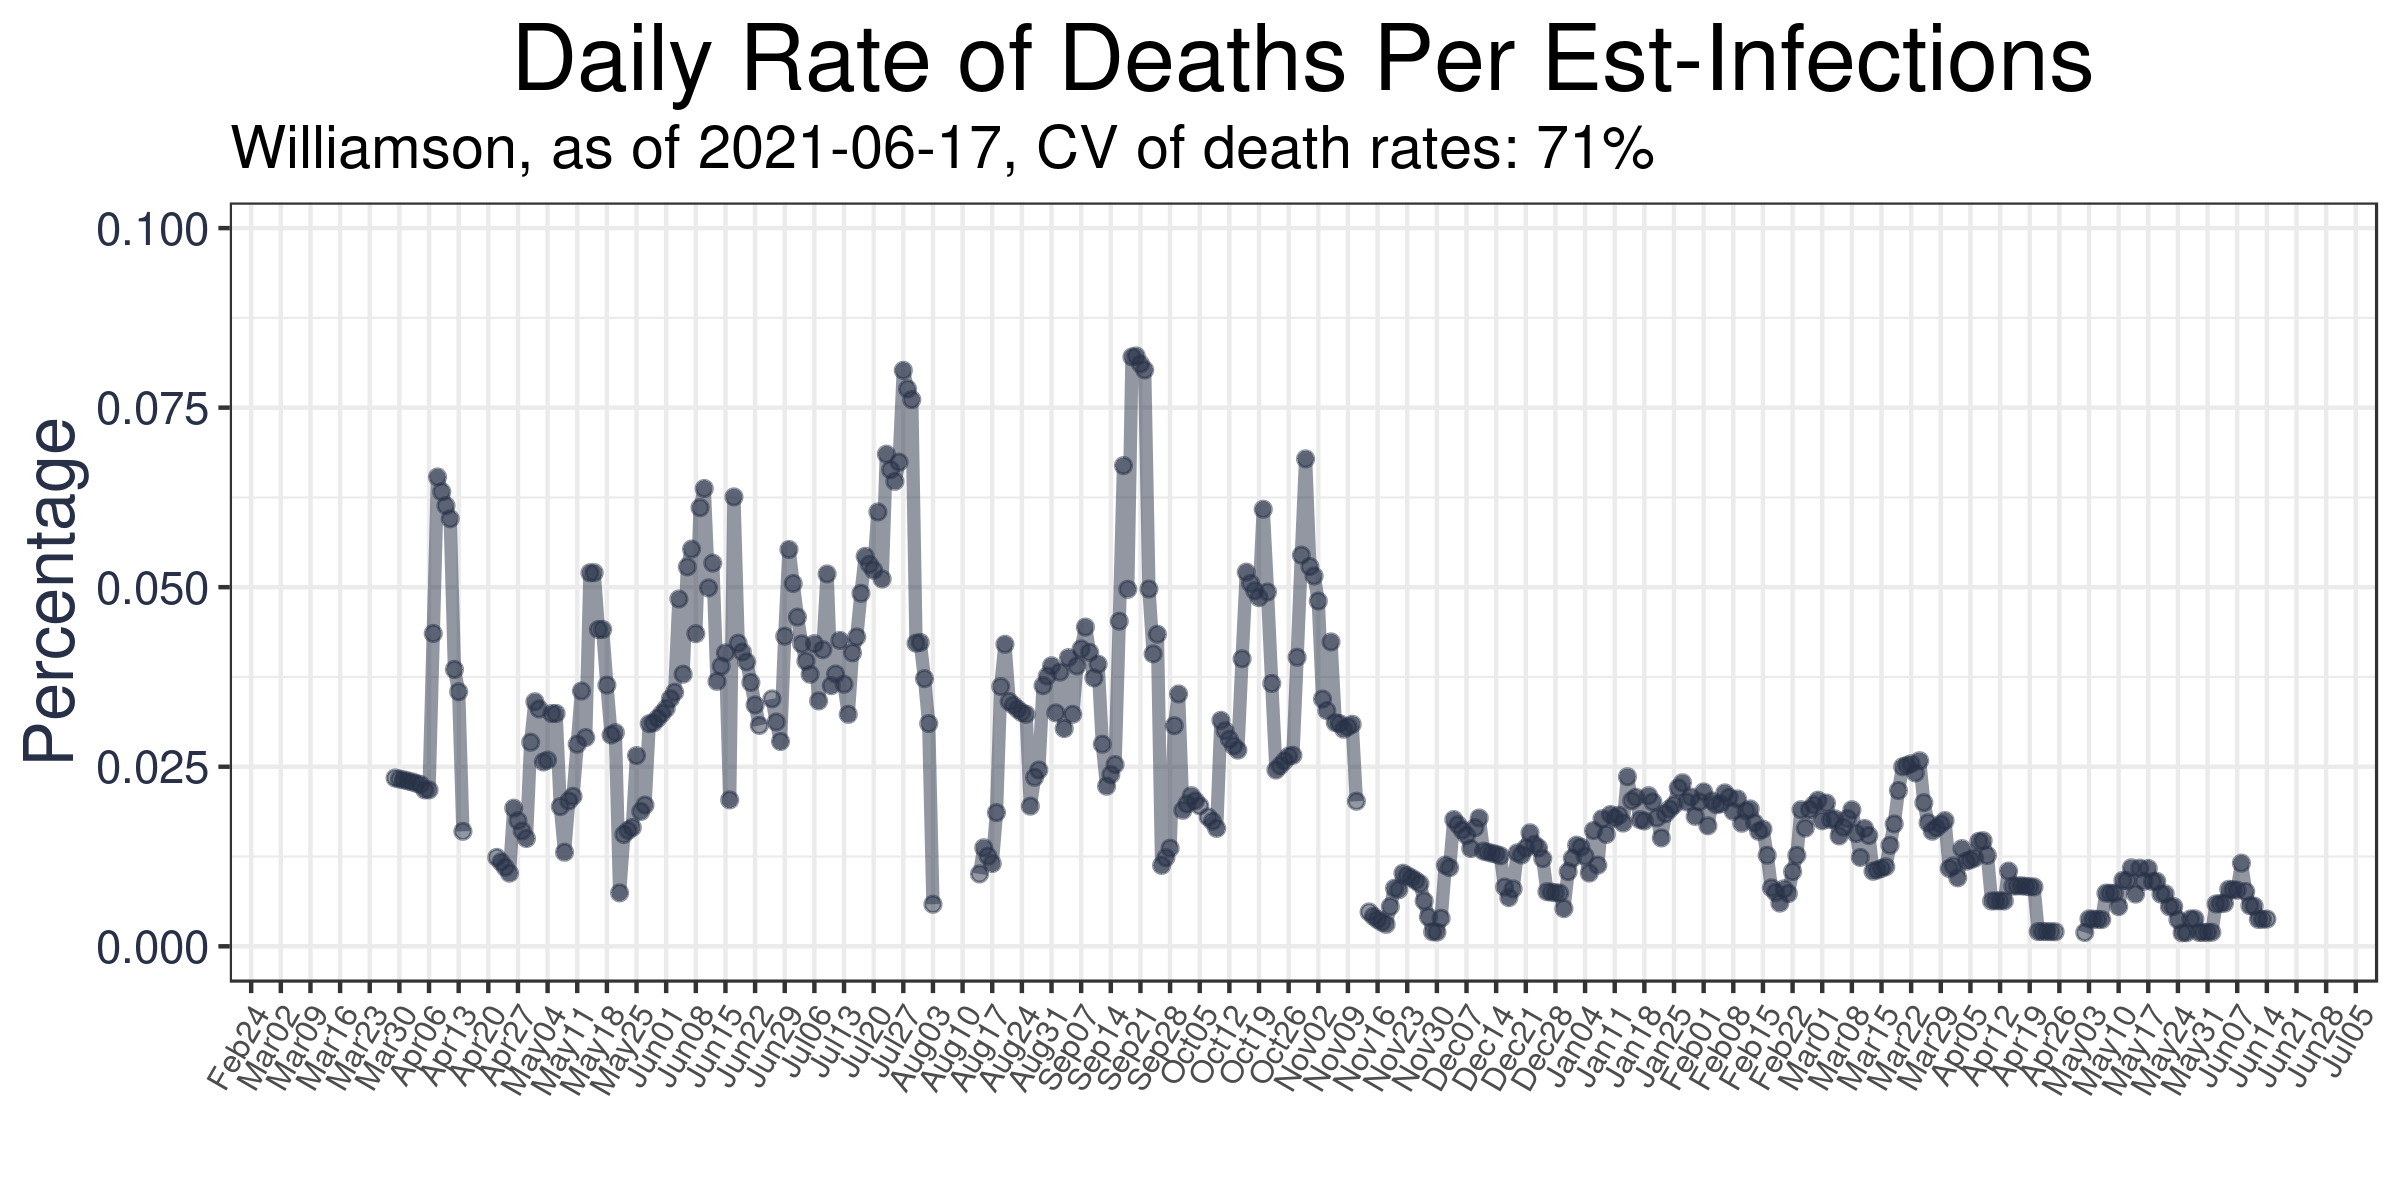 Daily Rate of Deaths Per Est-Infections
Williamson, as of 2021-06-17, CV of death rates: 71%
Percentage
0.100
0.075
0.050
0.025
0.000
Feb24
Mar02
Mar09
Mar16
Mar23
Mar30
Apr06
Apr13
Apr20
Apr27
May04
May11
May18
May25
Jun01
Jun08
Jun15
Jun22
Jun29
Jul06
Jul13
Jul20
Jul27
Aug03
Aug10
Aug17
Aug24
Aug31
Sep07
Sep14
Sep21
Sep28
Oct05
Oct12
Oct19
Oct26
Nov02
Nov09
Nov16
Nov23
Nov30
Dec07
Dec14
Dec21
Dec28
Jan04
Jan11
Jan18
Jan25
Feb01
Feb08
Feb15
Feb22
Mar01
Mar08
Mar15
Mar22
Mar29
Apr05
Apr12
Apr19
Apr26
May03
May10
May17
May24
May31
Jun07
Jun14
Jun21
Jun28
Jul05